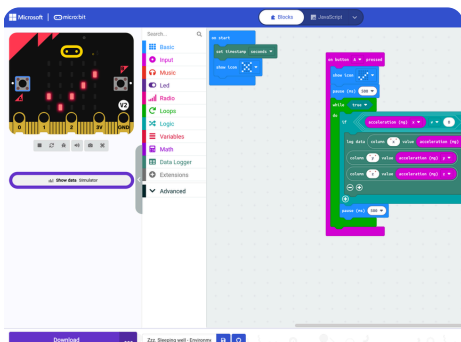 Microsoft micro:bit Blocks JavaScript
Search...
Basic
Input
Music
Led
Radio
Loops
Logic
Variables
Math
Data Logger
Extensions
Advanced
V2
0 1 2 3V GND
Show data Simulator
on start
set timestamp seconds
show icon
on button A pressed
show icon
pause (ms) 500
while true
do
if acceleration (mg) x
log data column value acceleration (mg)
column value acceleration (mg)
column value acceleration (mg)
pause (ms) 500
Download
Zzz. Sleeping well - Environme